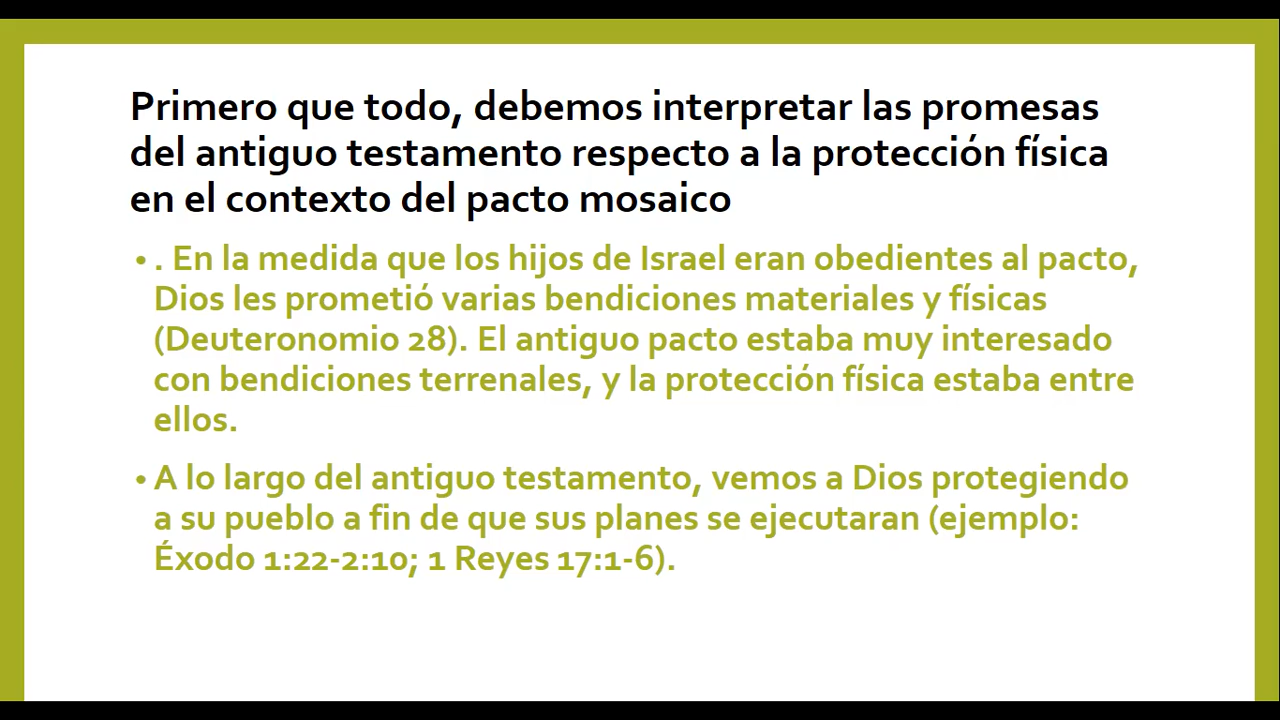 Primero que todo, debemos interpretar las promesas
del antiguo testamento respecto a la protección física
en el contexto del pacto mosaico
• . En la medida que los hijos de Israel eran obedientes al pacto,
Dios les prometió varias bendiciones materiales y físicas
(Deuteronomio 28). El antiguo pacto estaba muy interesado
con bendiciones terrenales, y la protección física estaba entre
ellos.
• A lo largo del antiguo testamento, vemos a Dios protegiendo
a su pueblo a fin de que sus planes se ejecutaran (ejemplo:
Éxodo 1:22-2:10; 1 Reyes 17:1-6).